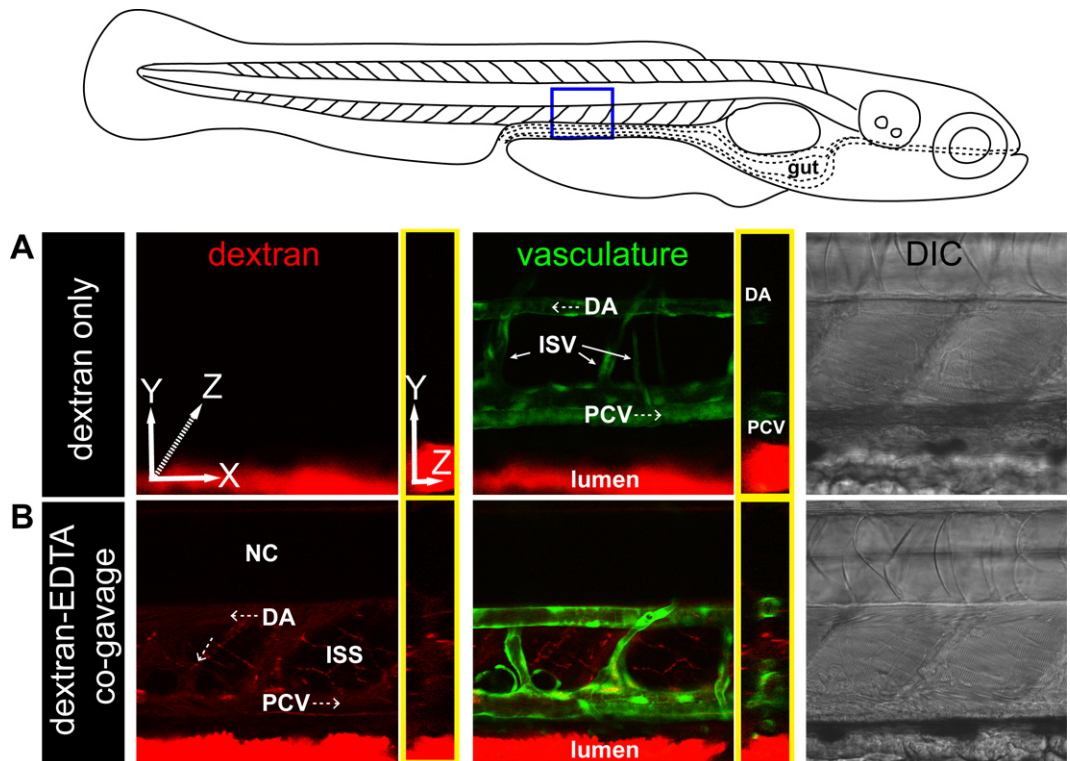 gut
A
dextran only
dextran
Y
Z
X
Y
Z
vasculature
DA
ISV
PCV
lumen
DA
PCV
DIC
B
dextran-n-EDTA
co-gavage
NC
DA
ISS
PCV
lumen